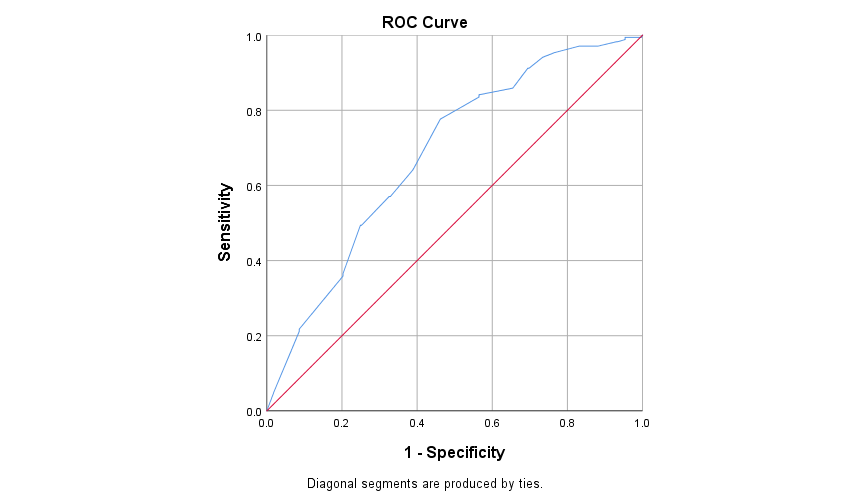 ROC Curve
1.0
0.8
0.6
0.4
0.2
0.0
Sensitivity
0.0 0.2 0.4 0.6 0.8 1.0
1 - Specificity
Diagonal segments are produced by ties.